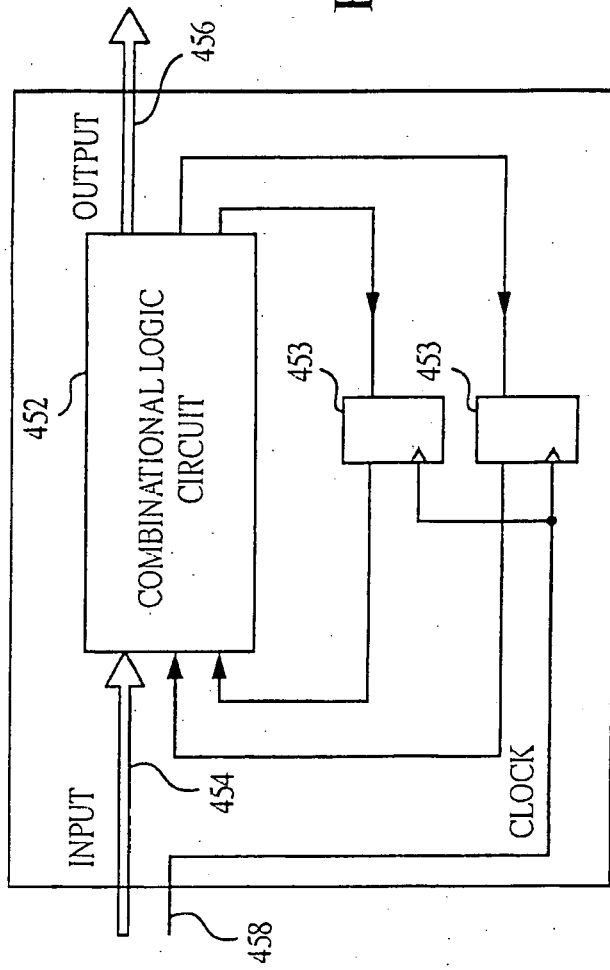 INPUT
OUTPUT
456
452
COMBINATIONAL LOGIC
CIRCUIT
454
458
453
453
CLOCK